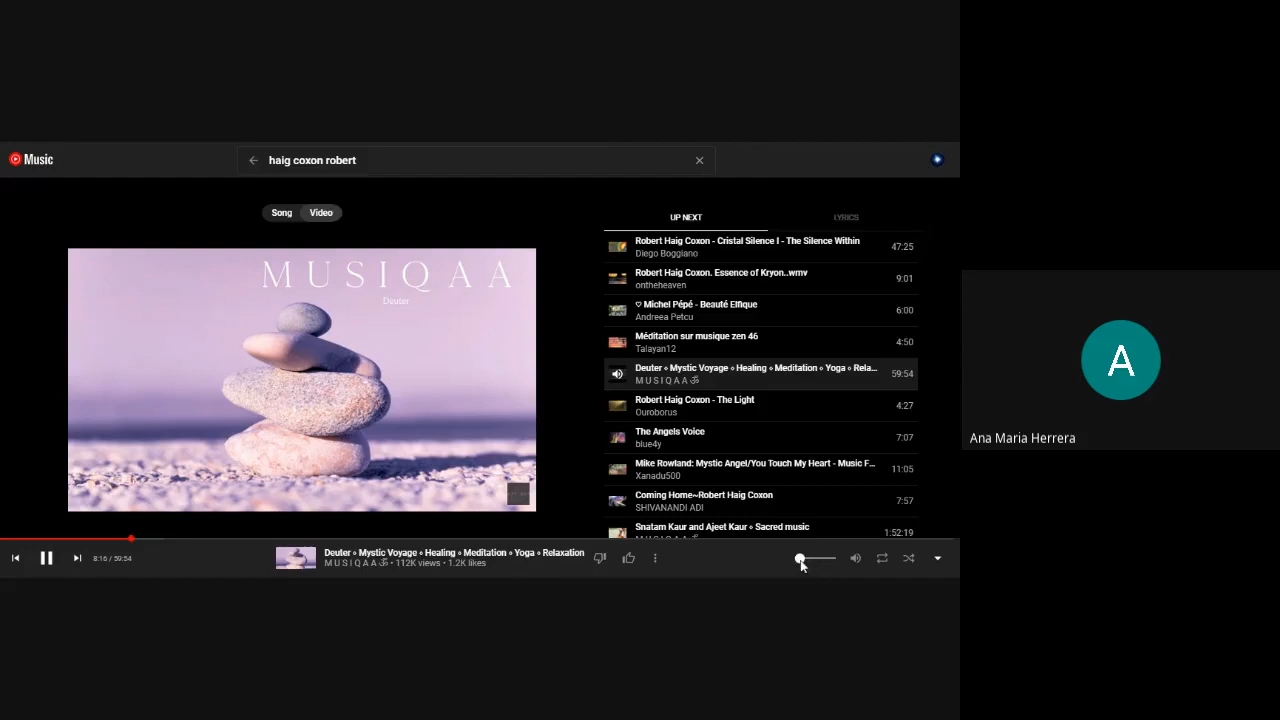 Music
haig coxon robert
Song
Video
UP NEXT
LYRICS
MUSIQAA
Deuter
Robert Haig Coxon - Cristal Silence I - The Silence Within
Diego Boggiano
47:25
Robert Haig Coxon. Essence of Kryon..wmv
ontheheaven
9:01
♡ Michel Pépé - Beauté Elfique
Andreea Petcu
6:00
Méditation sur musique zen 46
Talayan12
4:50
Deuter ⋄ Mystic Voyage ⋄ Healing ⋄ Meditation ⋄ Yoga ⋄ Rela...
M U S I Q A A ॐ
59:54
Robert Haig Coxon - The Light
Ouroborus
4:27
The Angels Voice
blue4y
7:07
Mike Rowland: Mystic Angel/You Touch My Heart - Music F...
Xanadu500
11:05
Coming Home~Robert Haig Coxon
SHIVANANDI ADI
7:57
Snatam Kaur and Ajeet Kaur ⋄ Sacred music
1:52:19
8:16 / 59:54
Deuter ⋄ Mystic Voyage ⋄ Healing ⋄ Meditation ⋄ Yoga ⋄ Relaxation
M U S I Q A A ॐ • 112K views • 1.2K likes
A
Ana Maria Herrera